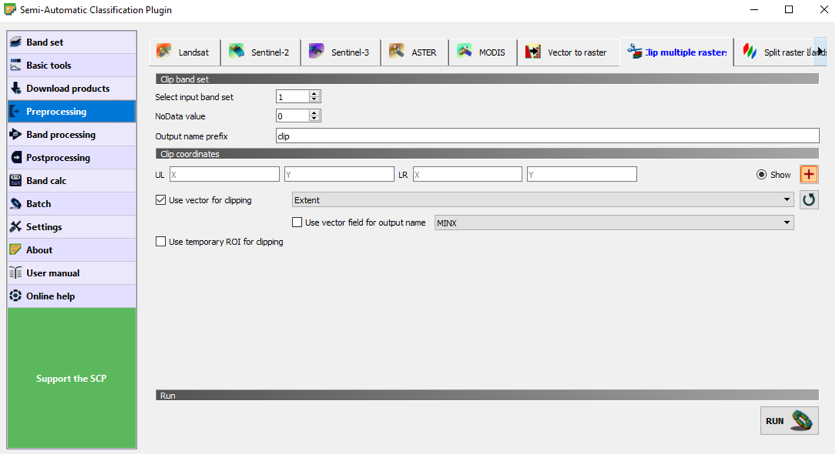 Semi-Automatic Classification Plugin
Band set
Basic tools
Download products
Preprocessing
Band processing
Postprocessing
Band calc
Batch
Settings
About
User manual
Online help
Support the SCP
Landsat Sentinel-2 Sentinel-3 ASTER MODIS Vector to raster Clip multiple rasters Split raster bands
Clip band set
Select input band set 1
NoData value 0
Output name prefix clip
Clip coordinates
UL X Y LR X Y Show
Use vector for clipping Extent
Use vector field for output name MINX
Use temporary ROI for clipping
Run
RUN